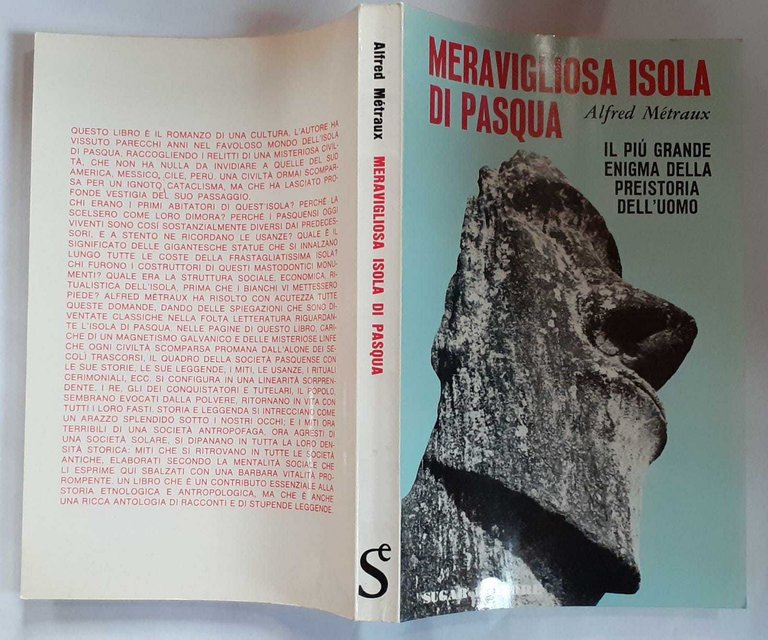 QUESTO LIBRO È IL ROMANZO DI UNA CULTURA. L'AUTORE HA
VISSUTO PARECCHI ANNI NEL FAVOLOSO MONDO DELL'ISOLA
DI PASQUA, RACCOGLIENDO I RELITTI DI UNA MISTERIOSA CIVIL-
TÀ, CHE NON HA NULLA DA INVIDIARE A QUELLE DEL SUD
AMERICA, MESSICO, CILE, PERÙ. UNA CIVILTÀ ORMAI SCOMPAR-
SA PER UN IGNOTO CATACLISMA, MA CHE HA LASCIATO PRO-
FONDE VESTIGIA DEL SUO PASSAGGIO.
CHI ERANO I PRIMI ABITATORI DI QUEST'ISOLA? PERCHÉ LA
SCELSERO COME LORO DIMORA? PERCHÉ I PASQUENSI OGGI
VIVENTI SONO COSÌ SOSTANZIALMENTE DIVERSI DAI PREDECES-
SORI, E A STENTO NE RICORDANO LE USANZE? QUALE È IL
SIGNIFICATO DELLE GIGANTESCHE STATUE CHE SI INNALZANO
LUNGO TUTTE LE COSTE DELLA FRASTAGLIATISSIMA ISOLA?
CHI FURONO I COSTRUTTORI DI QUESTI MASTODONTICI MONU-
MENTI? QUALE ERA LA STRUTTURA SOCIALE, ECONOMICA, RI-
TUALISTICA DELL'ISOLA, PRIMA CHE I BIANCHI VI METTESSERO
PIEDE? ALFRED MÉTRAUX HA RISOLTO CON ACUTEZZA TUTTE
QUESTE DOMANDE, DANDO DELLE SPIEGAZIONI CHE SONO DI-
VENTATE CLASSICHE NELLA FOLTA LETTERATURA RIGUARDAN-
TE L'ISOLA DI PASQUA. NELLE PAGINE DI QUESTO LIBRO, CARI-
CHE DI UN MAGNETISMO GALVANICO E DELLE MISTERIOSE LINFE
CHE OGNI CIVILTÀ SCOMPARSA PROMANA DALL'ALONE DEI SE-
COLI TRASCORSI, IL QUADRO DELLA SOCIETÀ PASQUENSE CON
LE SUE STORIE, LE SUE LEGGENDE, I MITI, LE USANZE, I RITUALI
CERIMONIALI, ECC. SI CONFIGURA IN UNA LINEARITÀ SORPREN-
DENTE. I RE, GLI DEI CONQUISTATORI E TUTELARI, IL POPOLO,
SEMBRANO EVOCATI DALLA POLVERE, RITORNANO IN VITA CON
TUTTI I LORO FASTI. STORIA E LEGGENDA SI INTRECCIANO COME
UN ARAZZO SPLENDIDO SOTTO I NOSTRI OCCHI; E I MITI ORA
TERRIBILI DI UNA SOCIETÀ ANTROPOFAGA, ORA AGRESTI DI
UNA SOCIETÀ SOLARE, SI DIPANANO IN TUTTA LA LORO DEN-
SITÀ STORICA: MITI CHE SI RITROVANO IN TUTTE LE SOCIETÀ
ANTICHE, ELABORATI SECONDO LA MENTALITÀ SOCIALE CHE
LI ESPRIME QUI SBALZATI CON UNA BARBARA VITALITÀ PRO-
ROMPENTE. UN LIBRO CHE È UN CONTRIBUTO ESSENZIALE ALLA
STORIA ETNOLOGICA E ANTROPOLOGICA, MA CHE È ANCHE
UNA RICCA ANTOLOGIA DI RACCONTI E DI STUPENDE LEGGENDE.
Alfred Métraux
MERAVIGLIOSA ISOLA DI PASQUA
Se
MERAVIGLIOSA ISOLA
DI PASQUA
Alfred Métraux
IL PIÚ GRANDE
ENIGMA DELLA
PREISTORIA
DELL'UOMO
SUGAR